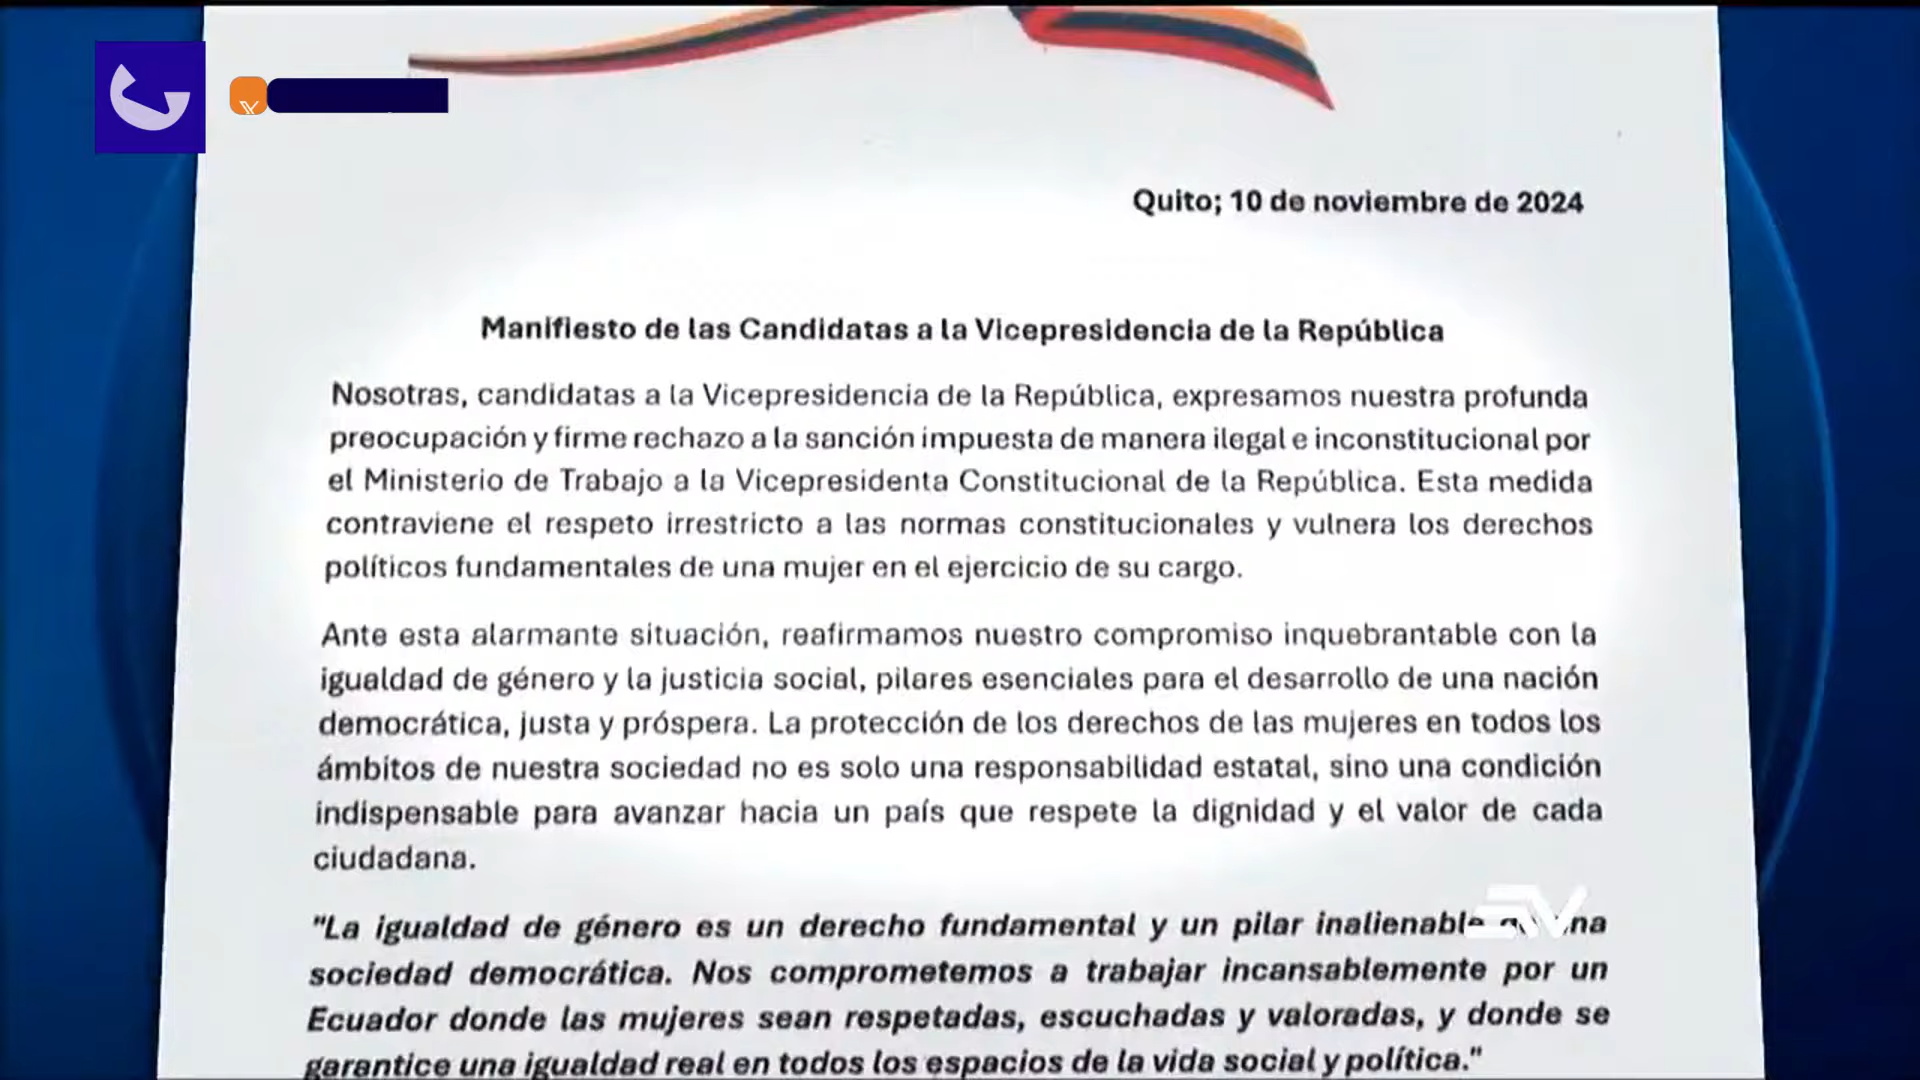 Quito; 10 de noviembre de 2024
Manifiesto de las Candidatas a la Vicepresidencia de la República
Nosotras, candidatas a la Vicepresidencia de la República, expresamos nuestra profunda
preocupación y firme rechazo a la sanción impuesta de manera ilegal e inconstitucional por
el Ministerio de Trabajo a la Vicepresidenta Constitucional de la República. Esta medida
contraviene el respeto irrestricto a las normas constitucionales y vulnera los derechos
políticos fundamentales de una mujer en el ejercicio de su cargo.
Ante esta alarmante situación, reafirmamos nuestro compromiso inquebrantable con la
igualdad de género y la justicia social, pilares esenciales para el desarrollo de una nación
democrática, justa y próspera. La protección de los derechos de las mujeres en todos los
ámbitos de nuestra sociedad no es solo una responsabilidad estatal, sino una condición
indispensable para avanzar hacia un país que respete la dignidad y el valor de cada
ciudadana.
"La igualdad de género es un derecho fundamental y un pilar inalienable
sociedad democrática. Nos comprometemos a trabajar incansablemente por un
Ecuador donde las mujeres sean respetadas, escuchadas y valoradas, y donde se
garantice una igualdad real en todos los espacios de la vida social y política."